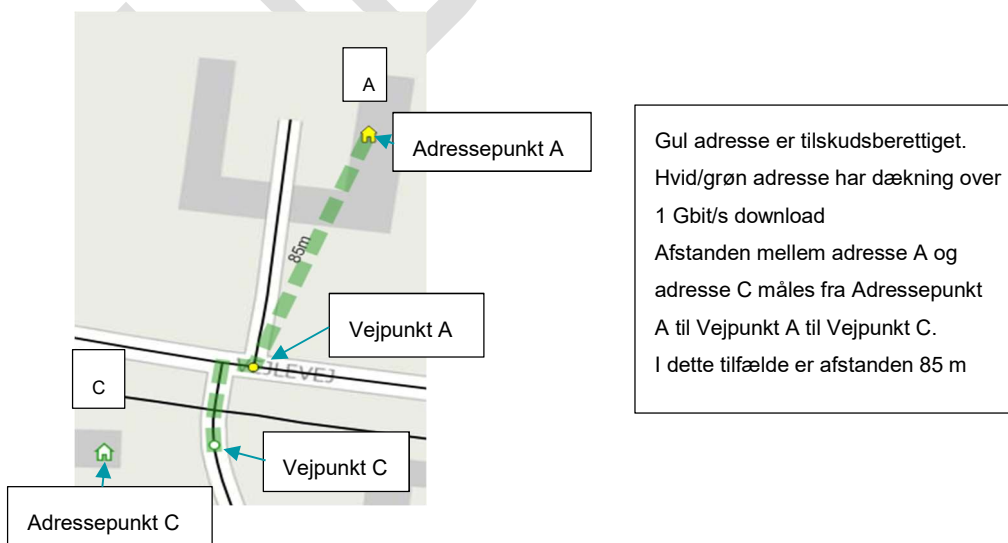 A
Adressepunkt A
85m
Vejpunkt A
VEJLEVEJ
C
Vejpunkt C
Adressepunkt C
Gul adresse er tilskudsberettiget.
Hvid/grøn adresse har dækning over
1 Gbit/s download
Afstanden mellem adresse A og
adresse C måles fra Adressepunkt
A til Vejpunkt A til Vejpunkt C.
I dette tilfælde er afstanden 85 m